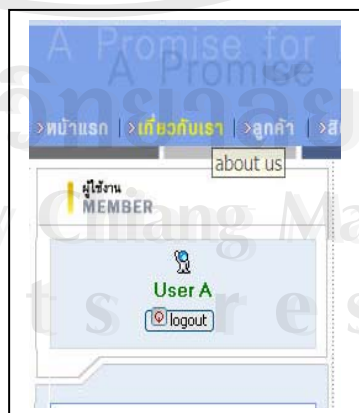 A Promise for
A Promise
>หน้าแรก | >เกี่ยวกับเรา | >ลูกค้า | >สิ
about us
ผู้ใช้งาน
MEMBER
User A
logout